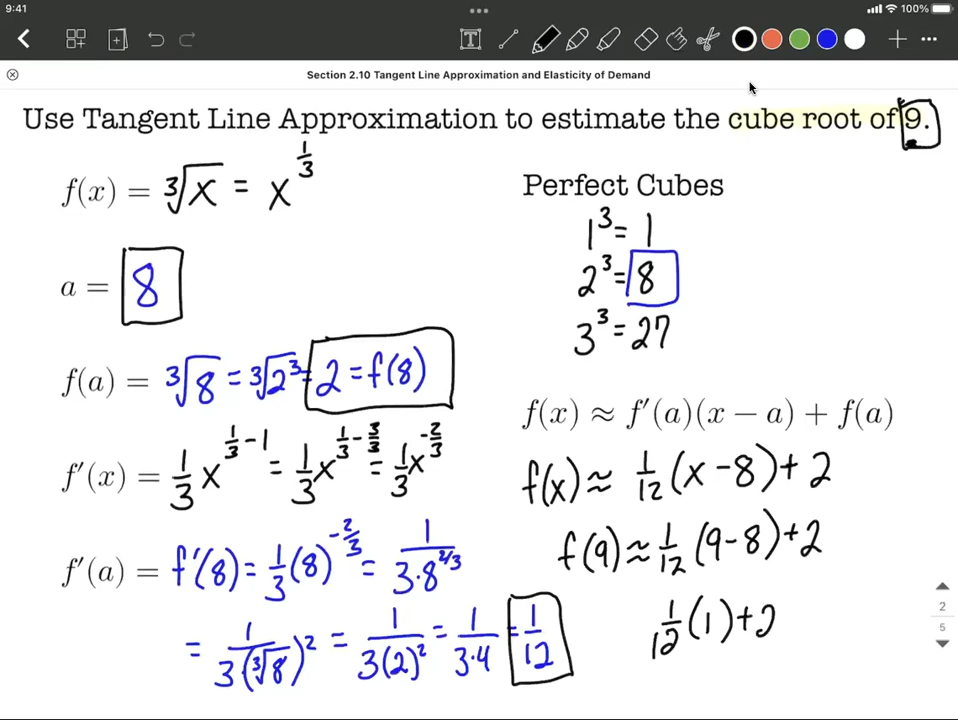 9:41
100%
Section 2.10 Tangent Line Approximation and Elasticity of Demand
Use Tangent Line Approximation to estimate the cube root of 9.
f(x) = ∛x = x^(1/3)
a = 8
f(a) = ∛8 = ∛2³ = 2 = f(8)
f′(x) = 1/3 x^(1/3 - 1) = 1/3 x^(1/3 - 3/3) = 1/3 x^(-2/3)
f′(a) = f′(8) = 1/3 (8)^(-2/3) = 1/(3·8^(2/3))
= 1/(3(∛8)²) = 1/(3(2)²) = 1/(3·4) = 1/12
Perfect Cubes
1³ = 1
2³ = 8
3³ = 27
f(x) ≈ f′(a)(x − a) + f(a)
f(x) ≈ 1/12 (x - 8) + 2
f(9) ≈ 1/12 (9 - 8) + 2
1/12 (1) + 2
2
5